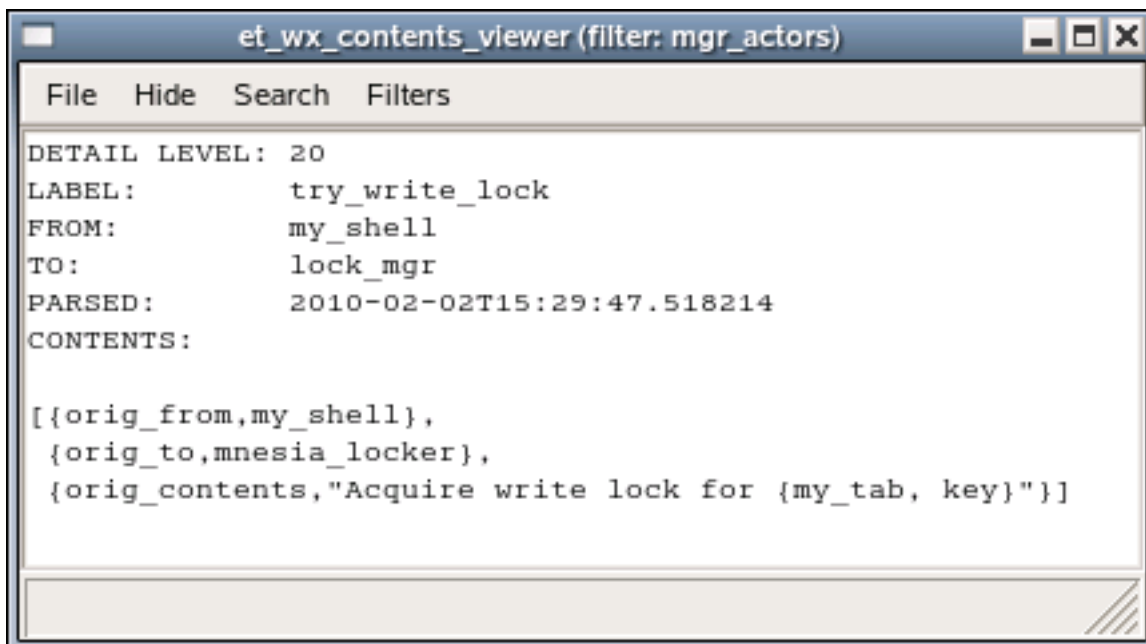 et_wx_contents_viewer (filter: mgr_actors)
File Hide Search Filters
DETAIL LEVEL: 20
LABEL: try_write_lock
FROM: my_shell
TO: lock_mgr
PARSED: 2010-02-02T15:29:47.518214
CONTENTS:
[{orig_from,my_shell},
{orig_to,mnesia_locker},
{orig_contents,"Acquire write lock for {my_tab, key}"}]